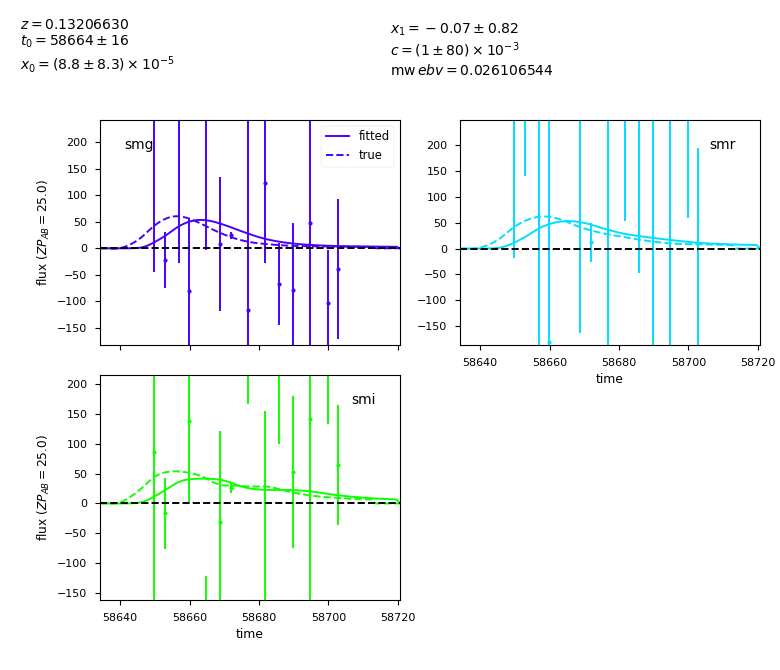 z = 0.13206630
t₀ = 58664 ± 16
x₀ = (8.8 ± 8.3) × 10⁻⁵
x₁ = −0.07 ± 0.82
c = (1 ± 80) × 10⁻³
mw ebv = 0.026106544
smg
fitted
true
200
150
100
50
0
−50
−100
−150
flux (ZP_AB = 25.0)
smr
200
150
100
50
0
−50
−100
−150
58640 58660 58680 58700 58720
time
smi
200
150
100
50
0
−50
−100
−150
flux (ZP_AB = 25.0)
58640 58660 58680 58700 58720
time